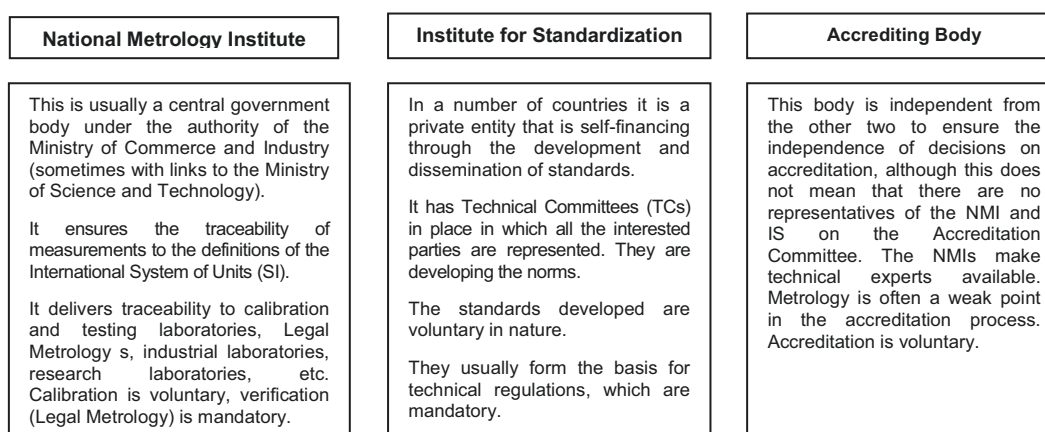 National Metrology Institute
This is usually a central government
body under the authority of the
Ministry of Commerce and Industry
(sometimes with links to the Ministry
of Science and Technology).
It ensures the traceability of
measurements to the definitions of the
International System of Units (SI).
It delivers traceability to calibration
and testing laboratories, Legal
Metrology s, industrial laboratories,
research laboratories, etc.
Calibration is voluntary, verification
(Legal Metrology) is mandatory.
Institute for Standardization
In a number of countries it is a
private entity that is self-financing
through the development and
dissemination of standards.
It has Technical Committees (TCs)
in place in which all the interested
parties are represented. They are
developing the norms.
The standards developed are
voluntary in nature.
They usually form the basis for
technical regulations, which are
mandatory.
Accrediting Body
This body is independent from
the other two to ensure the
independence of decisions on
accreditation, although this does
not mean that there are no
representatives of the NMI and
IS on the Accreditation
Committee. The NMIs make
technical experts available.
Metrology is often a weak point
in the accreditation process.
Accreditation is voluntary.